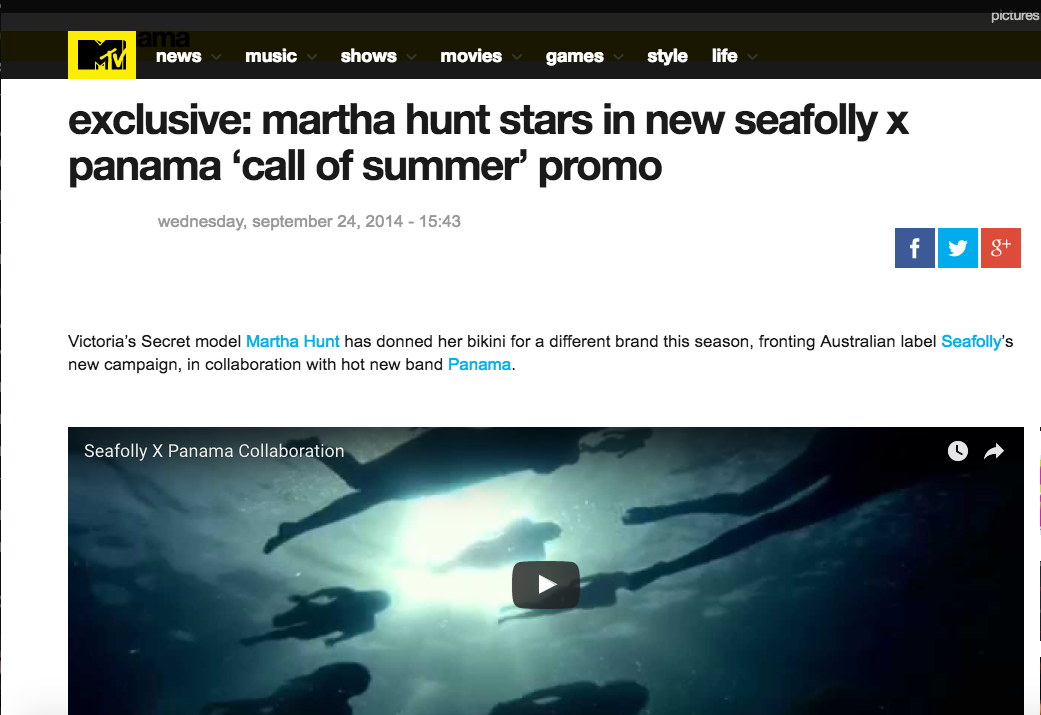 pictures
ama
MTV
news music shows movies games style life
exclusive: martha hunt stars in new seafolly x
panama ‘call of summer’ promo
wednesday, september 24, 2014 - 15:43
f g+
Victoria’s Secret model Martha Hunt has donned her bikini for a different brand this season, fronting Australian label Seafolly’s
new campaign, in collaboration with hot new band Panama.
Seafolly X Panama Collaboration